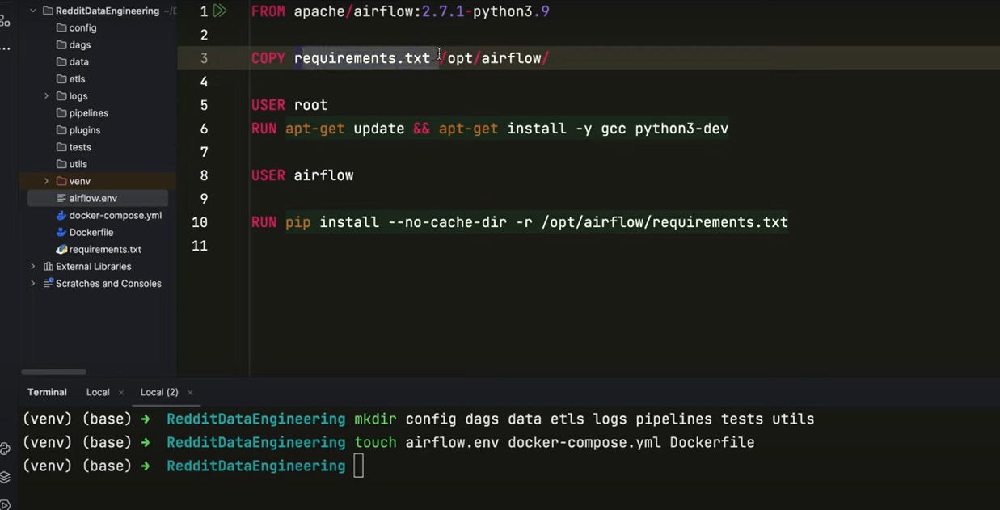 RedditDataEngineering ~/D
config
dags
data
etls
logs
pipelines
plugins
tests
utils
venv
airflow.env
docker-compose.yml
Dockerfile
requirements.txt
External Libraries
Scratches and Consoles
1 FROM apache/airflow:2.7.1-python3.9
2
3 COPY requirements.txt /opt/airflow/
4
5 USER root
6 RUN apt-get update && apt-get install -y gcc python3-dev
7
8 USER airflow
9
10 RUN pip install --no-cache-dir -r /opt/airflow/requirements.txt
11
Terminal Local × Local (2) ×
(venv) (base) → RedditDataEngineering mkdir config dags data etls logs pipelines tests utils
(venv) (base) → RedditDataEngineering touch airflow.env docker-compose.yml Dockerfile
(venv) (base) → RedditDataEngineering